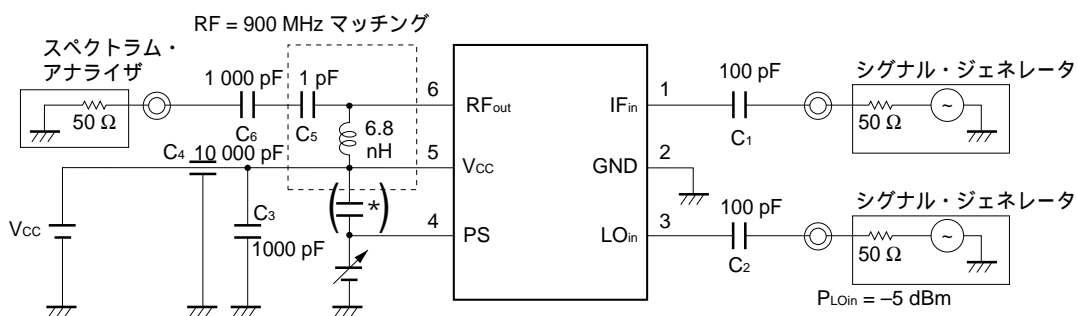 RF = 900 MHz マッチング
スペクトラム・
アナライザ
50 Ω
1 000 pF
C6
1 pF
C5
6.8
nH
C4
10 000 pF
C3
1000 pF
VCC
( * )
6
5
4
RFout
VCC
PS
IFin
GND
LOin
1
2
3
100 pF
C1
シグナル・ジェネレータ
50 Ω
~
100 pF
C2
シグナル・ジェネレータ
50 Ω
~
PLOin = –5 dBm